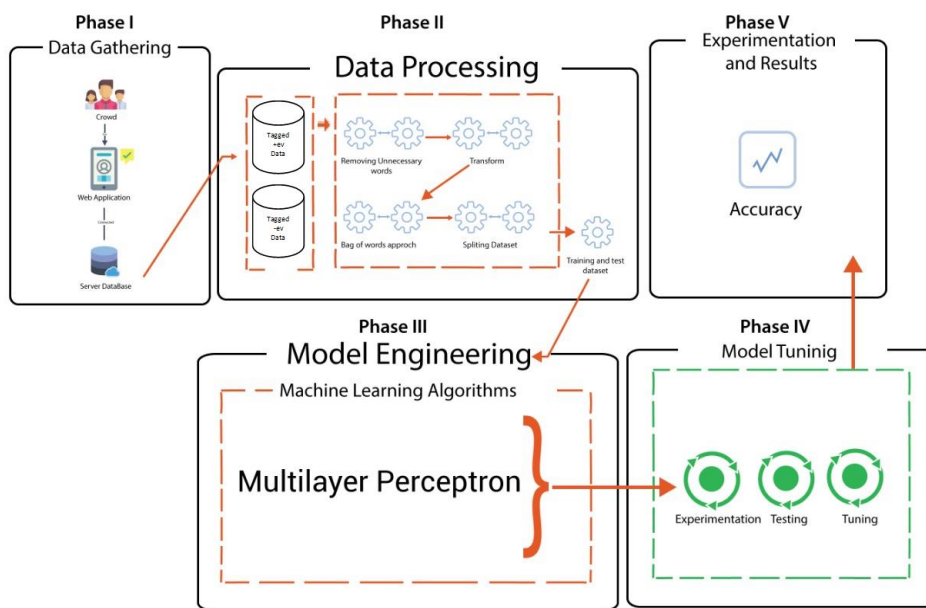 Phase I
Data Gathering
Crowd
Web Application
Server DataBase
Phase II
Data Processing
Tagged
+ev
Data
Tagged
-ev
Data
Removing Unnecessary
words
Transform
Bag of words approch
Spliting Dataset
Training and test
dataset
Phase III
Model Engineering
Machine Learning Algorithms
Multilayer Perceptron
Phase IV
Model Tuninig
Experimentation
Testing
Tuning
Phase V
Experimentation
and Results
Accuracy